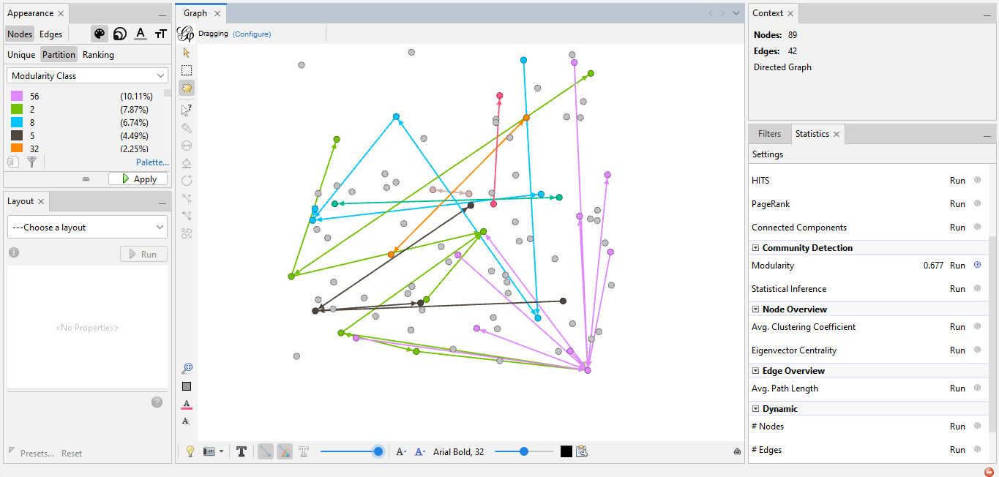 Appearance
Nodes Edges
Unique Partition Ranking
Modularity Class
56 (10.11%)
2 (7.87%)
8 (6.74%)
5 (4.49%)
32 (2.25%)
Palette...
Apply
Layout
---Choose a layout
Run
<No Properties>
Presets... Reset
Graph
Dragging (Configure)
Arial Bold, 32
Context
Nodes: 89
Edges: 42
Directed Graph
Filters Statistics
Settings
HITS Run
PageRank Run
Connected Components Run
Community Detection
Modularity 0.677 Run
Statistical Inference Run
Node Overview
Avg. Clustering Coefficient Run
Eigenvector Centrality Run
Edge Overview
Avg. Path Length Run
Dynamic
# Nodes Run
# Edges Run